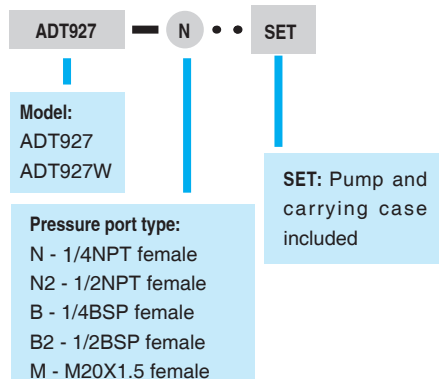 ADT927 — N • • SET
Model:
ADT927
ADT927W
SET: Pump and
carrying case
included
Pressure port type:
N - 1/4NPT female
N2 - 1/2NPT female
B - 1/4BSP female
B2 - 1/2BSP female
M - M20X1.5 female